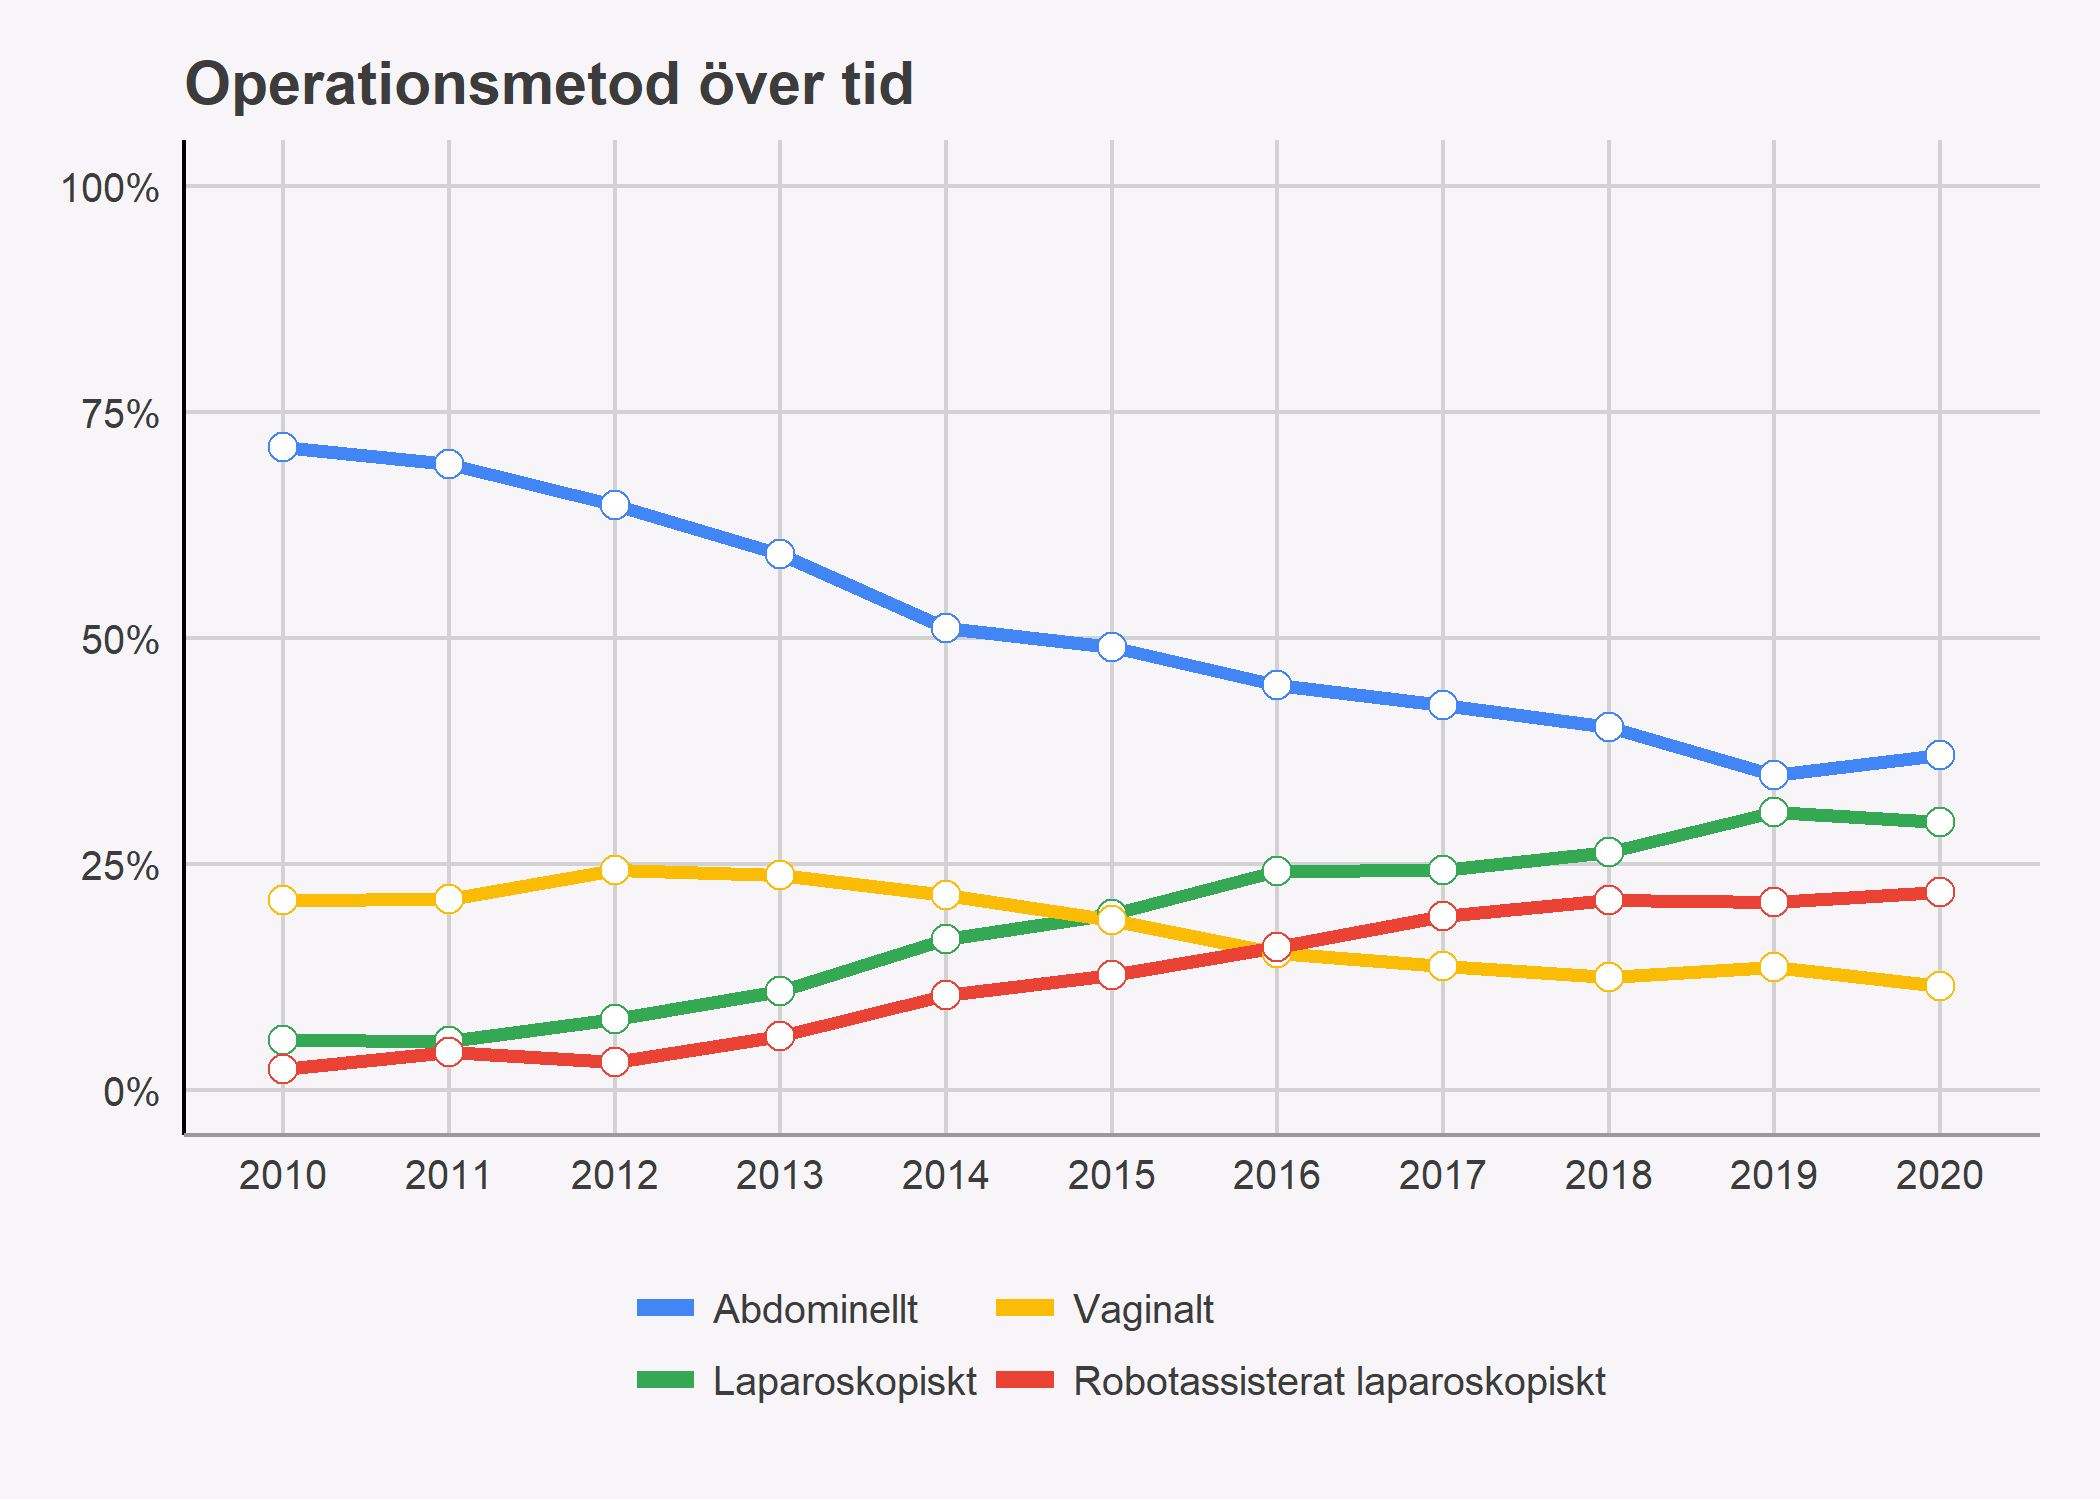 Operationsmetod över tid
100%
75%
50%
25%
0%
2010 2011 2012 2013 2014 2015 2016 2017 2018 2019 2020
Abdominellt Vaginalt
Laparoskopiskt Robotassisterat laparoskopiskt